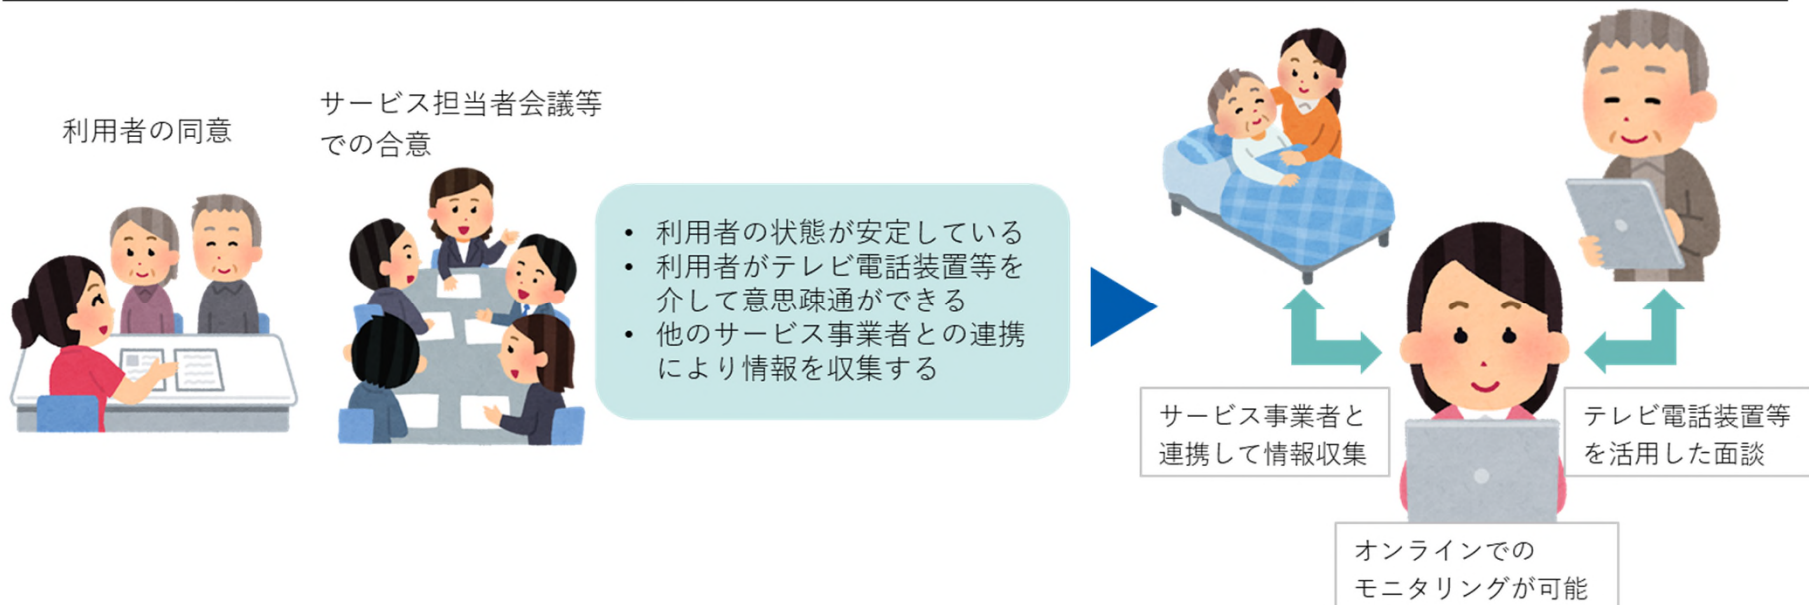 利用者の同意
サービス担当者会議等
での合意
• 利用者の状態が安定している
• 利用者がテレビ電話装置等を
介して意思疎通ができる
• 他のサービス事業者との連携
により情報を収集する
サービス事業者と
連携して情報収集
テレビ電話装置等
を活用した面談
オンラインでの
モニタリングが可能